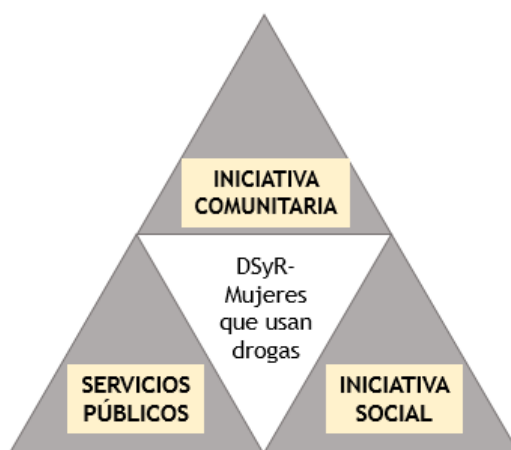 INICIATIVA
COMUNITARIA
DSyR-
Mujeres
que usan
drogas
SERVICIOS
PÚBLICOS
INICIATIVA
SOCIAL